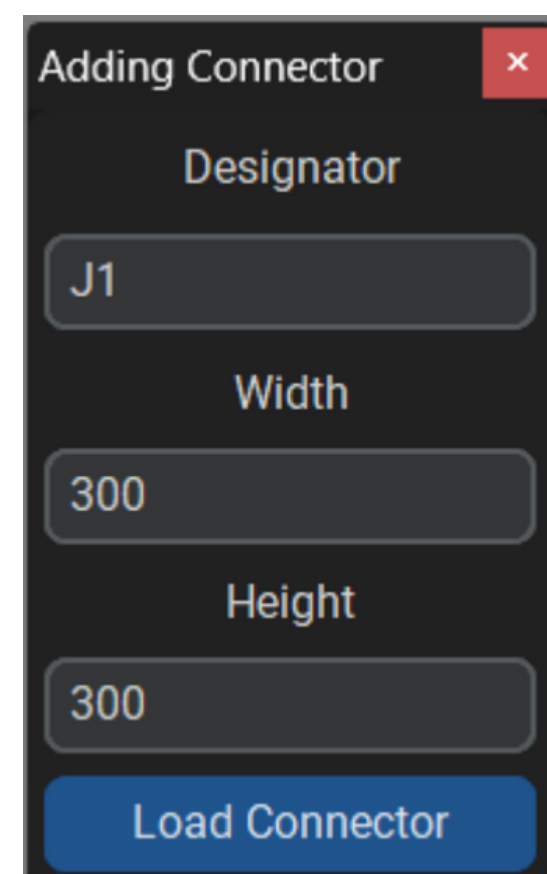 Adding Connector ×
Designator
J1
Width
300
Height
300
Load Connector